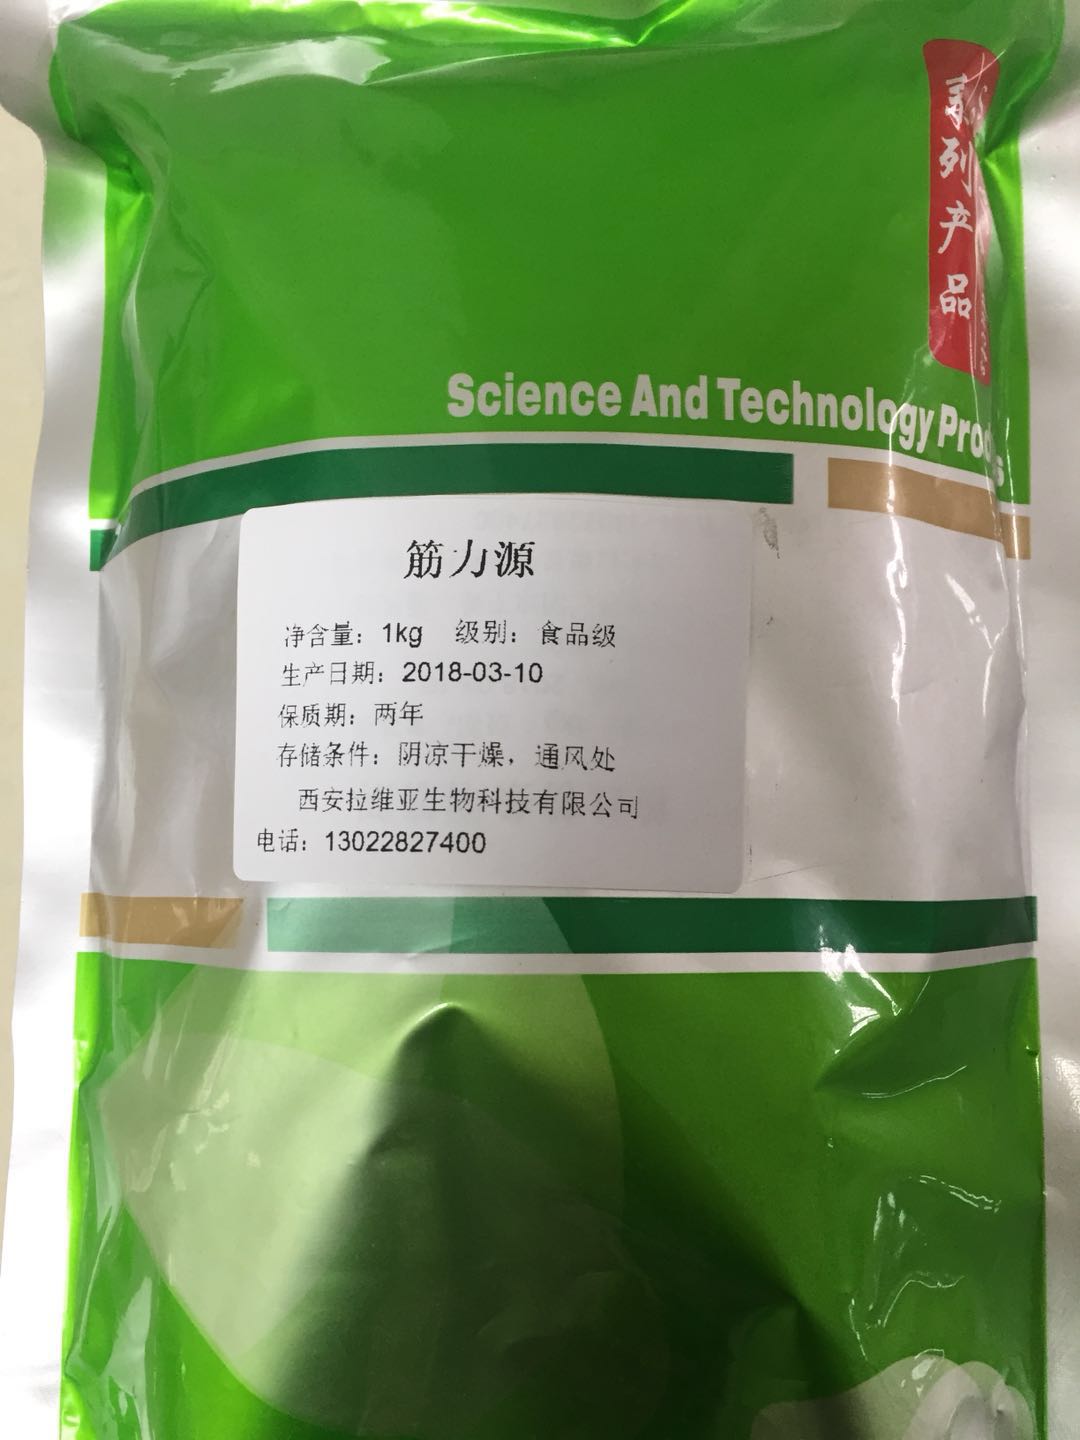 系列产品
Science And Technology
筋力源
净含量：1kg 级别：食品级
生产日期：2018-03-10
保质期：两年
存储条件：阴凉干燥，通风处
西安拉维亚生物科技有限公司
电话：13022827400